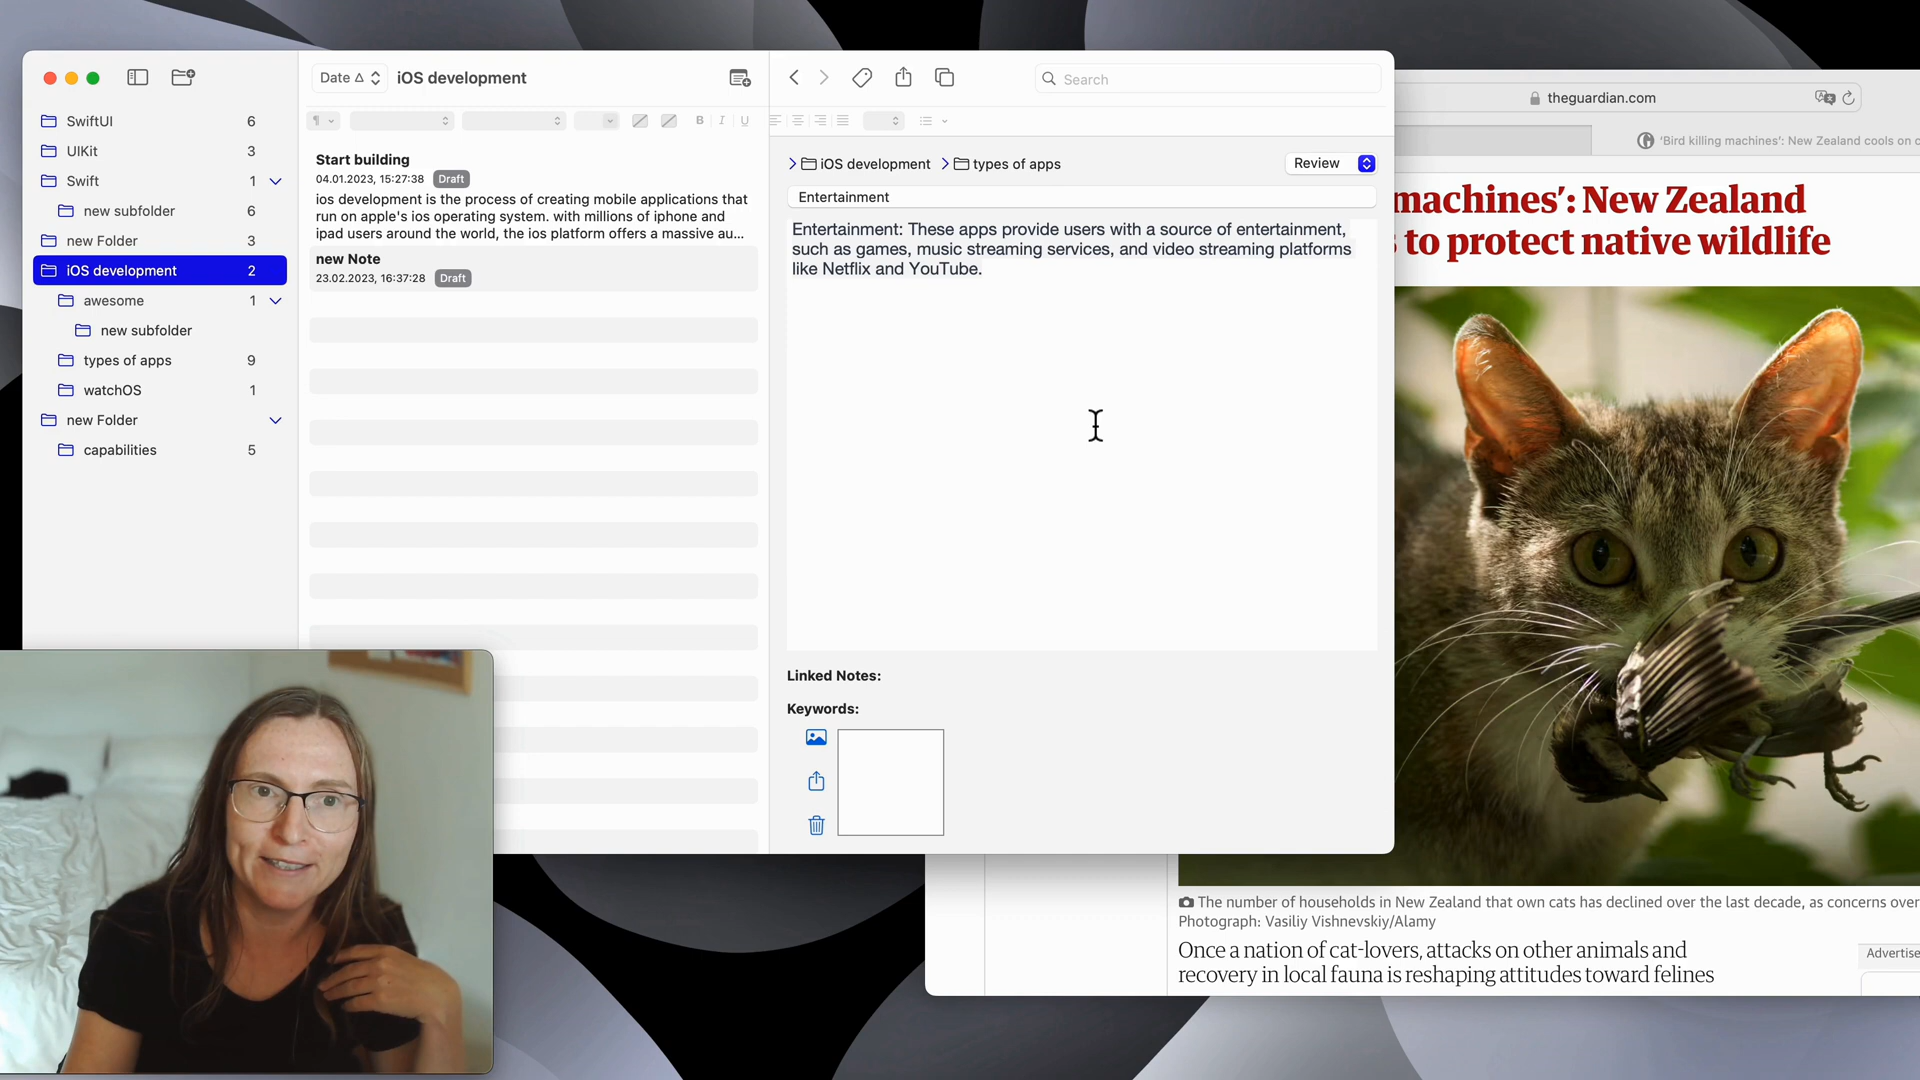 SwiftUI 6
UIKit 3
Swift 1
new subfolder 6
new Folder 3
iOS development 2
awesome 1
new subfolder
types of apps 9
watchOS 1
new Folder
capabilities 5
Date
iOS development
B I U
Start building
04.01.2023, 15:27:38 Draft
ios development is the process of creating mobile applications that
run on apple's ios operating system. with millions of iphone and
ipad users around the world, the ios platform offers a massive au...
new Note
23.02.2023, 16:37:28 Draft
Search
iOS development types of apps
Review
Entertainment
Entertainment: These apps provide users with a source of entertainment,
such as games, music streaming services, and video streaming platforms
like Netflix and YouTube.
Linked Notes:
Keywords:
theguardian.com
'Bird killing machines': New Zealand cools on
machines': New Zealand
to protect native wildlife
The number of households in New Zealand that own cats has declined over the last decade, as concerns over
Photograph: Vasiliy Vishnevskiy/Alamy
Once a nation of cat-lovers, attacks on other animals and
recovery in local fauna is reshaping attitudes toward felines
Advertise